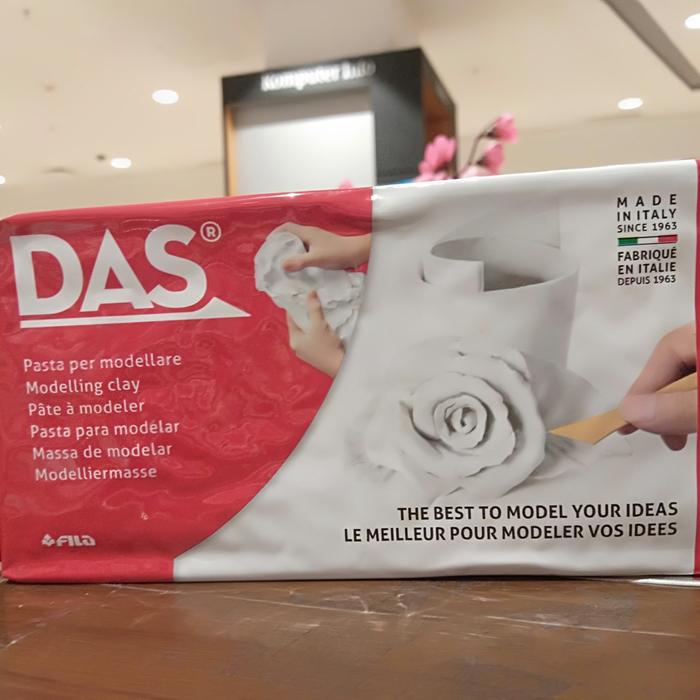 Komputer Info
DAS®
Pasta per modellare
Modelling clay
Pâte à modeler
Pasta para modelar
Massa de modelar
Modelliermasse
FILA
MADE
IN ITALY
SINCE 1963
FABRIQUÉ
EN ITALIE
DEPUIS 1963
THE BEST TO MODEL YOUR IDEAS
LE MEILLEUR POUR MODELER VOS IDEES